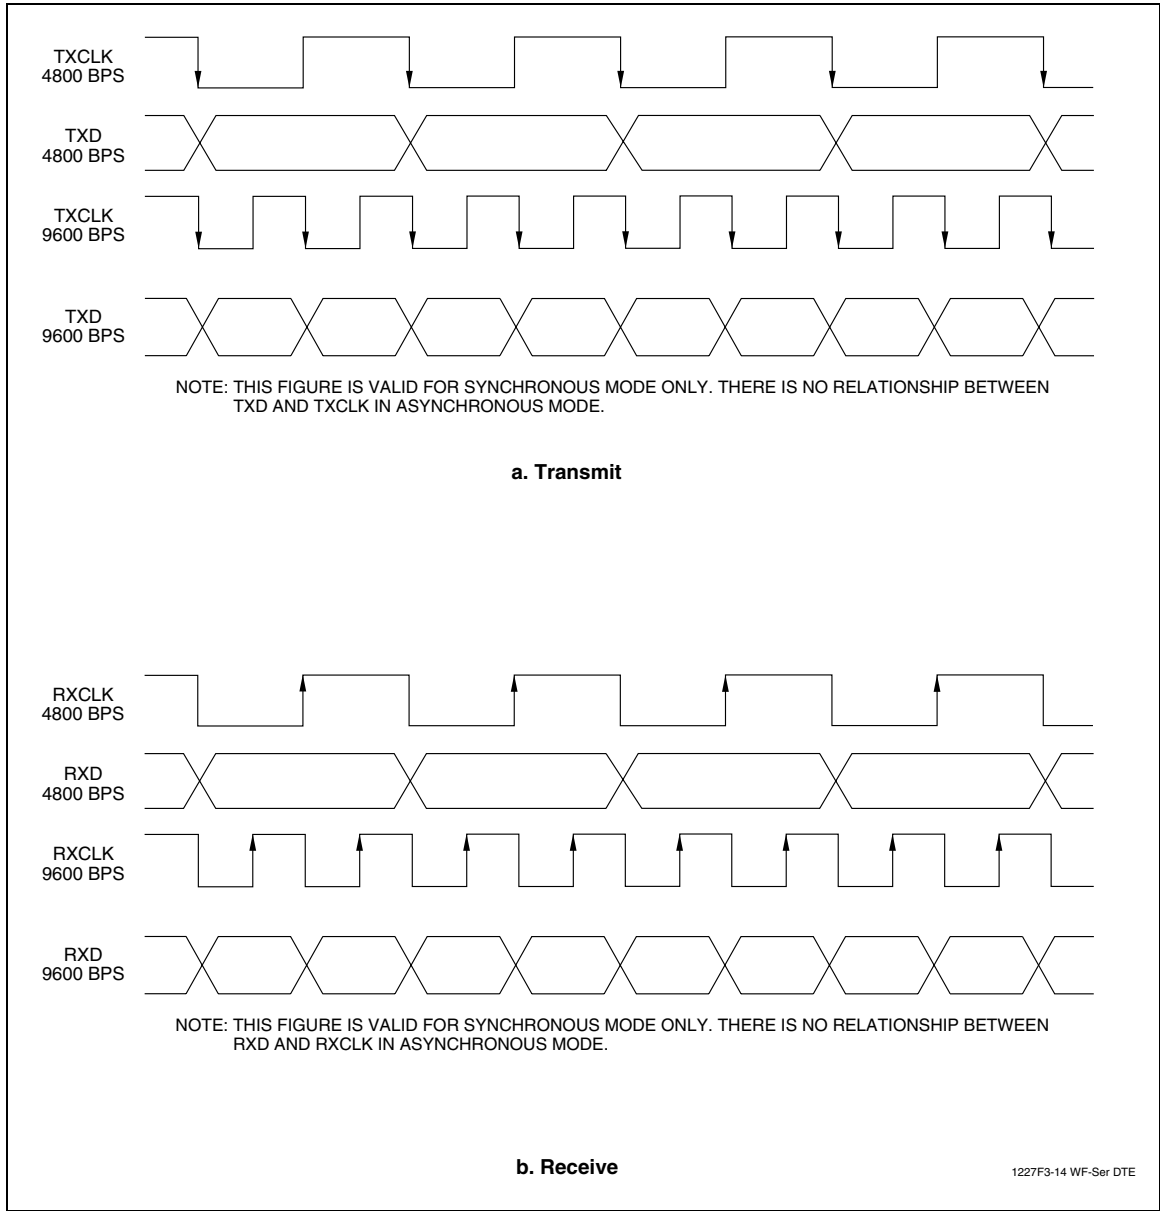 TXCLK
4800 BPS
TXD
4800 BPS
TXCLK
9600 BPS
TXD
9600 BPS
NOTE: THIS FIGURE IS VALID FOR SYNCHRONOUS MODE ONLY. THERE IS NO RELATIONSHIP BETWEEN
TXD AND TXCLK IN ASYNCHRONOUS MODE.
a. Transmit
RXCLK
4800 BPS
RXD
4800 BPS
RXCLK
9600 BPS
RXD
9600 BPS
NOTE: THIS FIGURE IS VALID FOR SYNCHRONOUS MODE ONLY. THERE IS NO RELATIONSHIP BETWEEN
RXD AND RXCLK IN ASYNCHRONOUS MODE.
b. Receive
1227F3-14 WF-Ser DTE